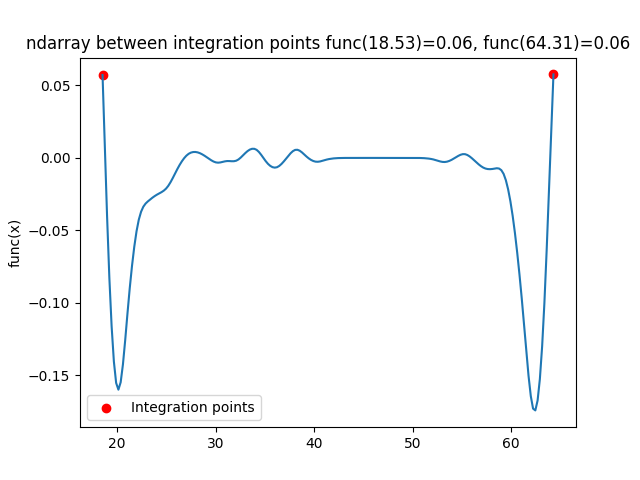 ndarray between integration points func(18.53)=0.06, func(64.31)=0.06
0.05
0.00
−0.05
−0.10
−0.15
func(x)
Integration points
20 30 40 50 60